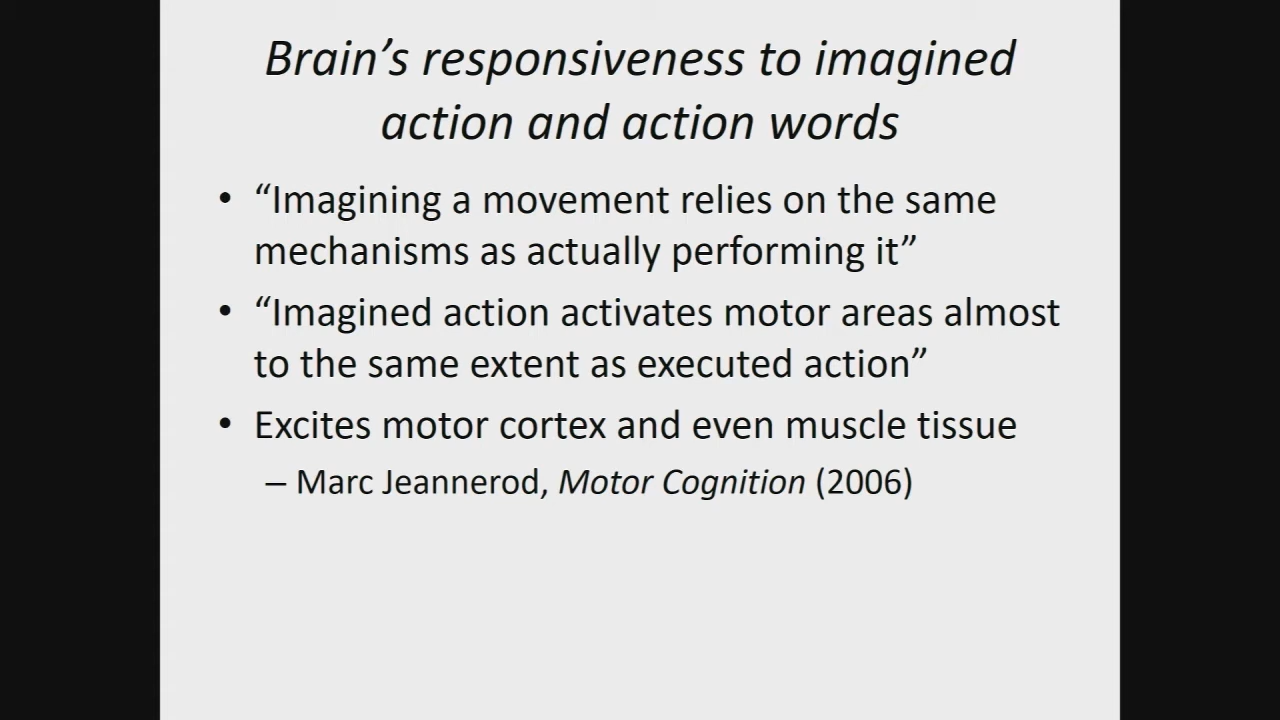 Brain’s responsiveness to imagined
action and action words
• “Imagining a movement relies on the same
mechanisms as actually performing it”
• “Imagined action activates motor areas almost
to the same extent as executed action”
• Excites motor cortex and even muscle tissue
– Marc Jeannerod, Motor Cognition (2006)